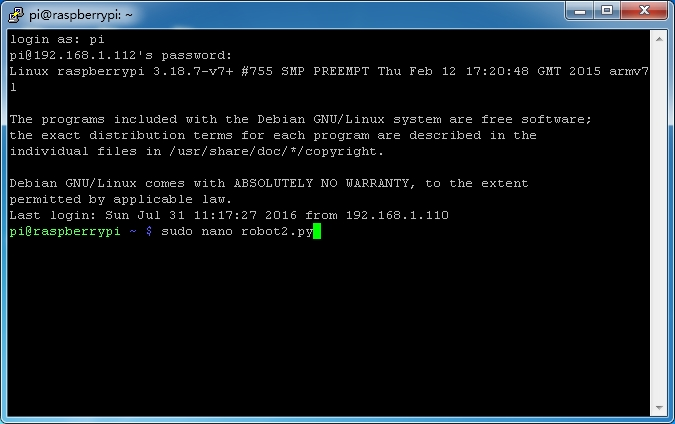 pi@raspberrypi: ~
login as: pi
pi@192.168.1.112's password:
Linux raspberrypi 3.18.7-v7+ #755 SMP PREEMPT Thu Feb 12 17:20:48 GMT 2015 armv7
l
The programs included with the Debian GNU/Linux system are free software;
the exact distribution terms for each program are described in the
individual files in /usr/share/doc/*/copyright.
Debian GNU/Linux comes with ABSOLUTELY NO WARRANTY, to the extent
permitted by applicable law.
Last login: Sun Jul 31 11:17:27 2016 from 192.168.1.110
pi@raspberrypi ~ $ sudo nano robot2.py